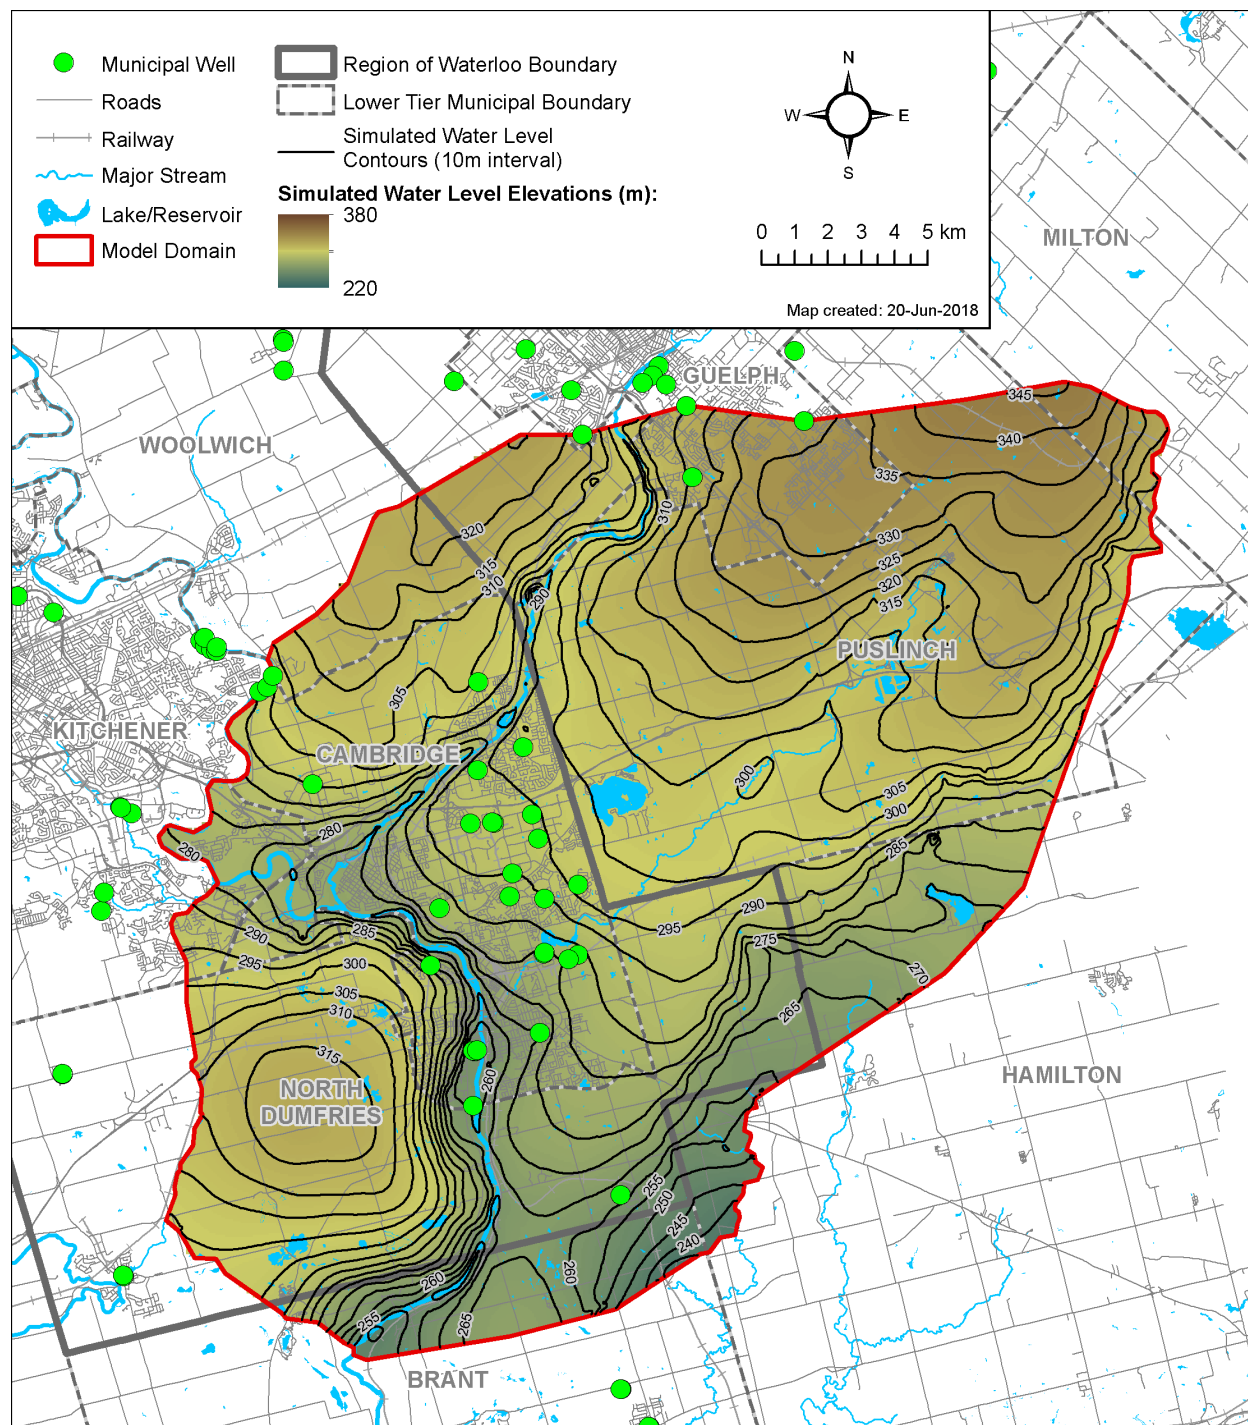 Municipal Well
Roads
Railway
Major Stream
Lake/Reservoir
Model Domain
Region of Waterloo Boundary
Lower Tier Municipal Boundary
Simulated Water Level
Contours (10m interval)
Simulated Water Level Elevations (m):
380
220
N
W
E
S
0 1 2 3 4 5 km
Map created: 20-Jun-2018
MILTON
GUELPH
345
WOOLWICH
340
335
310
320
330
325
315
320
310
315
290
PUSLINCH
305
KITCHENER
CAMBRIDGE
300
305
300
280
285
280
290
295
285
290
275
295
300
270
305
265
310
315
260
HAMILTON
NORTH
DUMFRIES
255
250
245
240
260
260
255
265
BRANT